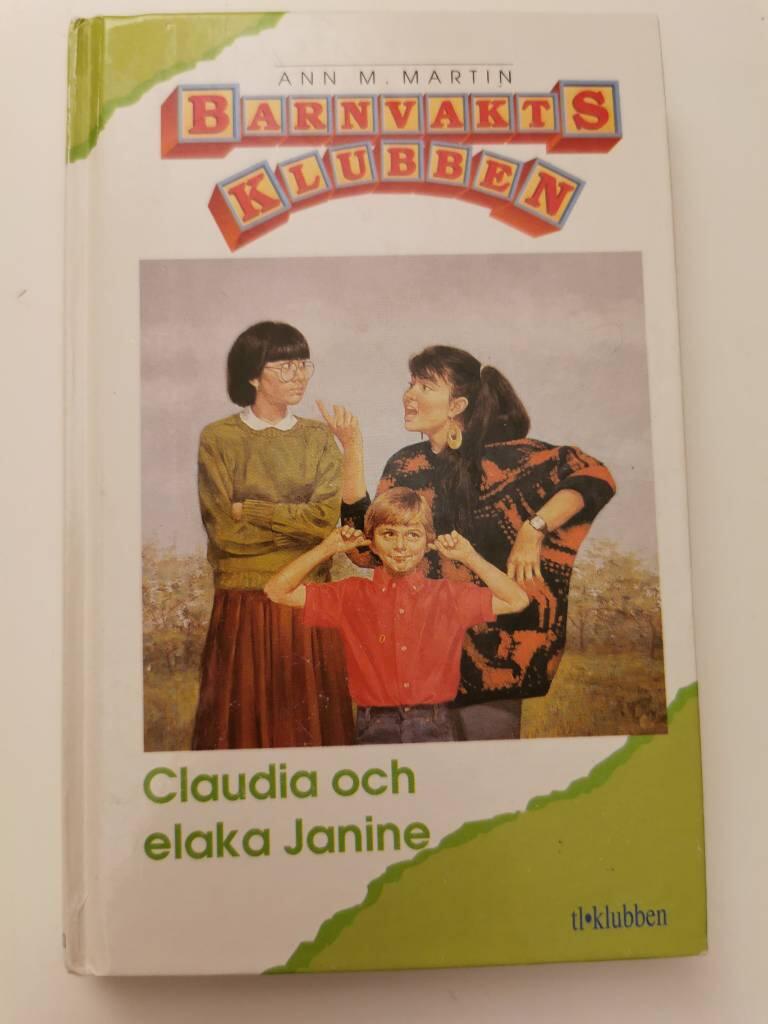 ANN M. MARTIN
BARNVAKTS
KLUBBEN
Claudia och
elaka Janine
tl•klubben